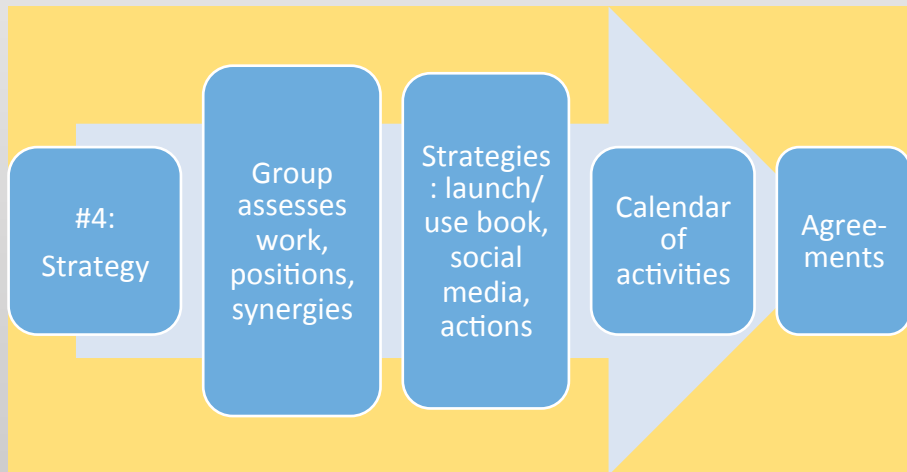 #4:
Strategy
Group
assesses
work,
positions,
synergies
Strategies
: launch/
use book,
social
media,
actions
Calendar
of
activities
Agree-
ments